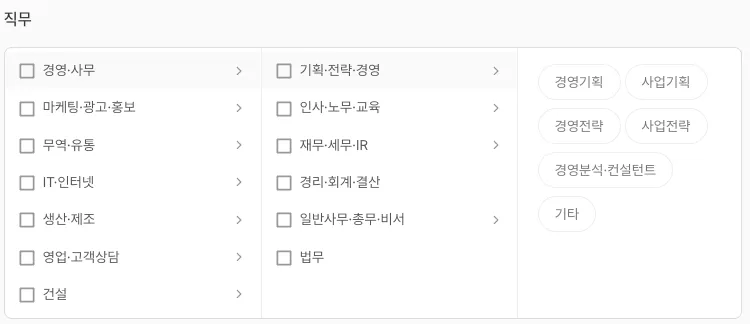 직무
경영·사무
마케팅·광고·홍보
무역·유통
IT·인터넷
생산·제조
영업·고객상담
건설
기획·전략·경영
인사·노무·교육
재무·세무·IR
경리·회계·결산
일반사무·총무·비서
법무
경영기획 사업기획
경영전략 사업전략
경영분석·컨설턴트
기타